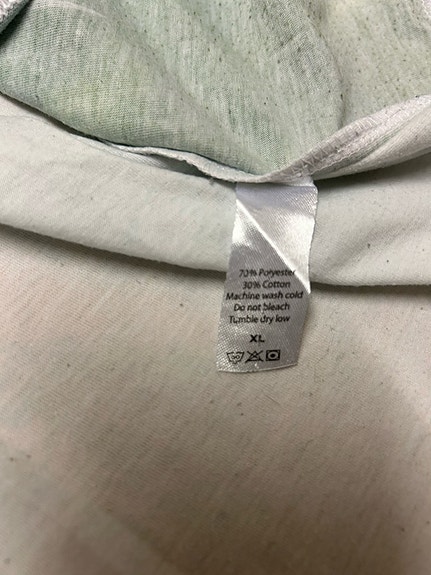 70% Polyester
30% Cotton
Machine wash cold
Do not bleach
Tumble dry low
XL